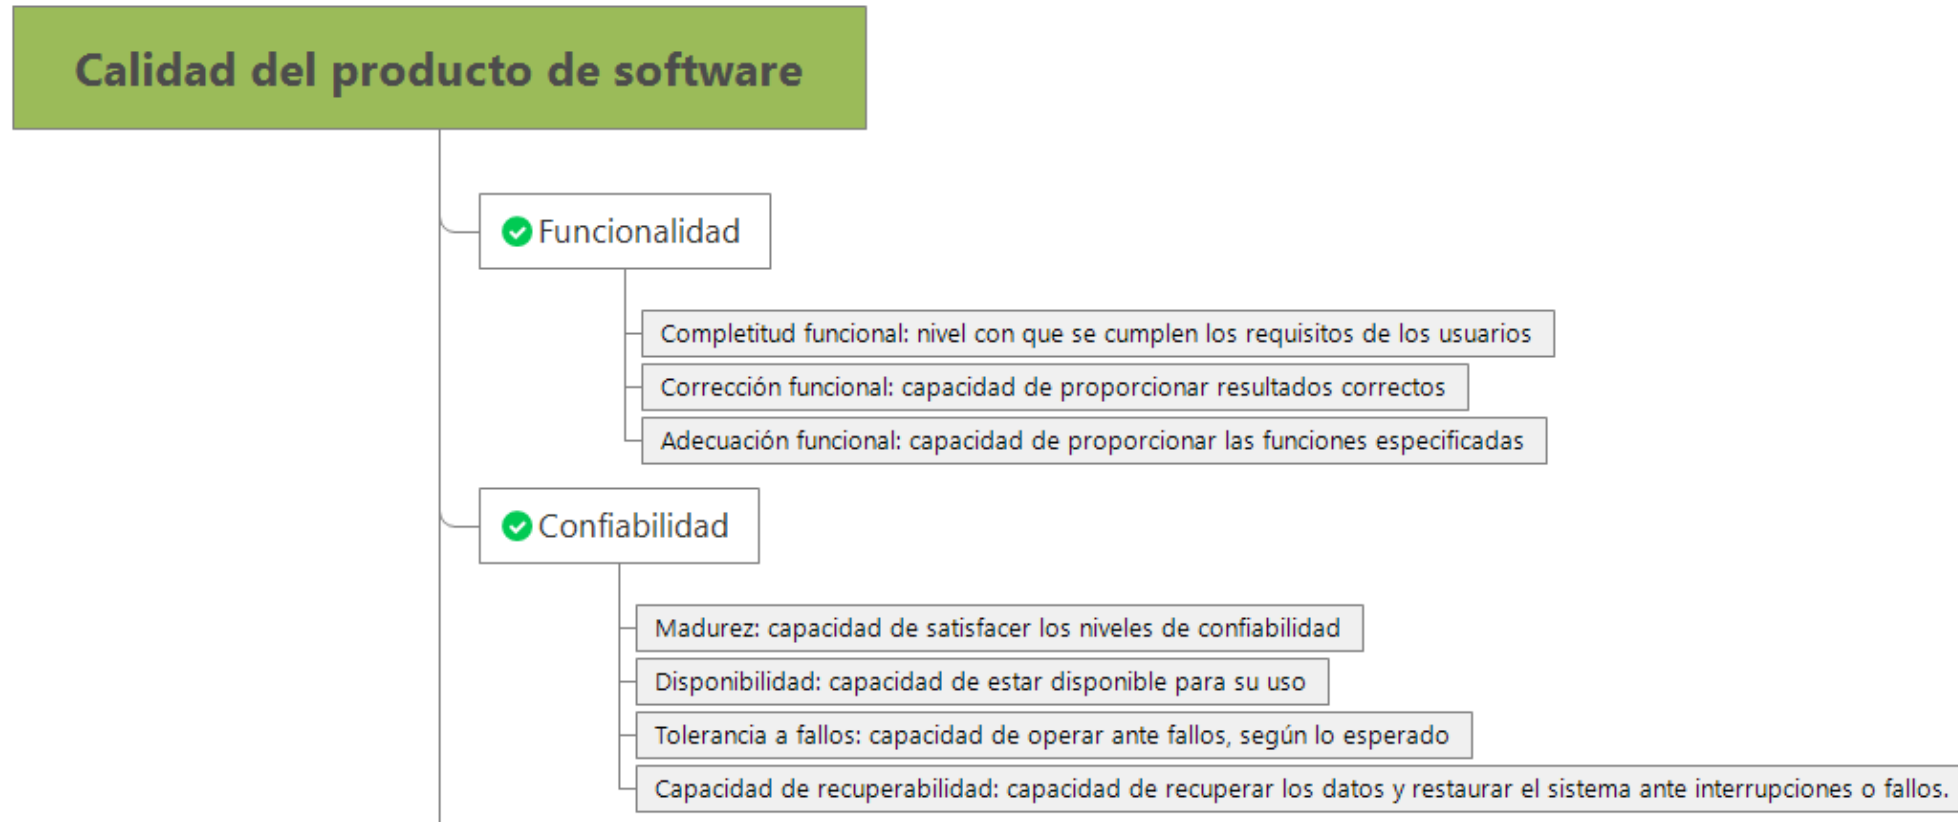 Calidad del producto de software
Funcionalidad
Completitud funcional: nivel con que se cumplen los requisitos de los usuarios
Corrección funcional: capacidad de proporcionar resultados correctos
Adecuación funcional: capacidad de proporcionar las funciones especificadas
Confiabilidad
Madurez: capacidad de satisfacer los niveles de confiabilidad
Disponibilidad: capacidad de estar disponible para su uso
Tolerancia a fallos: capacidad de operar ante fallos, según lo esperado
Capacidad de recuperabilidad: capacidad de recuperar los datos y restaurar el sistema ante interrupciones o fallos.